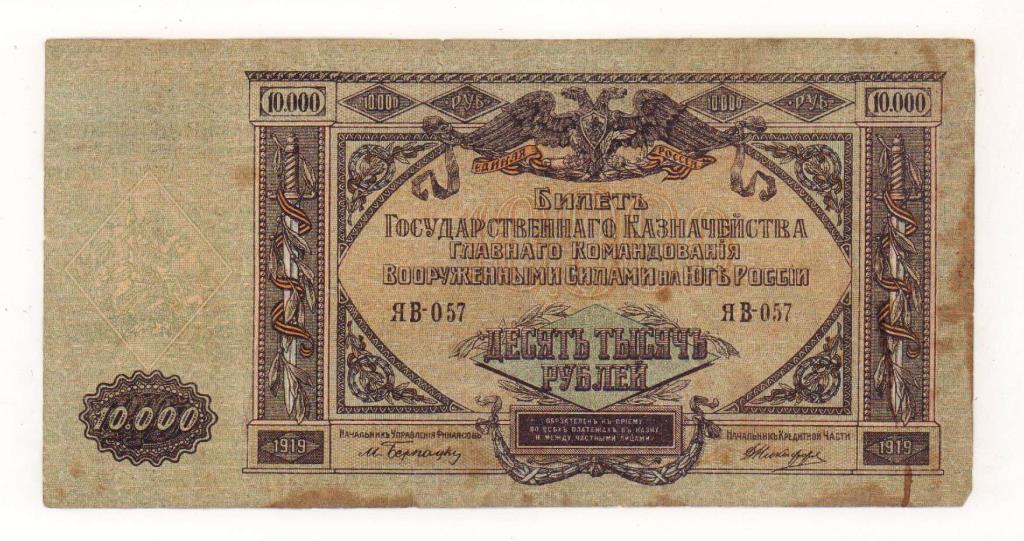 10.000 10.000 РУБ 10.000 РУБ 10.000
ЕДИНАЯ РОССІЯ
БИЛЕТЪ
ГОСУДАРСТВЕННАГО КАЗНАЧЕЙСТВА
ГЛАВНАГО КОМАНДОВАНІЯ
ВООРУЖЕННЫМИ СИЛАМИ НА ЮГѢ РОССІИ
ЯВ-057 ЯВ-057
ДЕСЯТЬ ТЫСЯЧЪ
РУБЛЕЙ
10.000
ОБЯЗАТЕЛЕНЪ КЪ ПРІЕМУ
ВО ВСѢХЪ ПЛАТЕЖАХЪ ВЪ КАЗНУ
И МЕЖДУ ЧАСТНЫМИ ЛИЦАМИ
1919 НАЧАЛЬНИКЪ УПРАВЛЕНІЯ ФИНАНСОВЪ НАЧАЛЬНИКЪ КРЕДИТНОЙ ЧАСТИ 1919